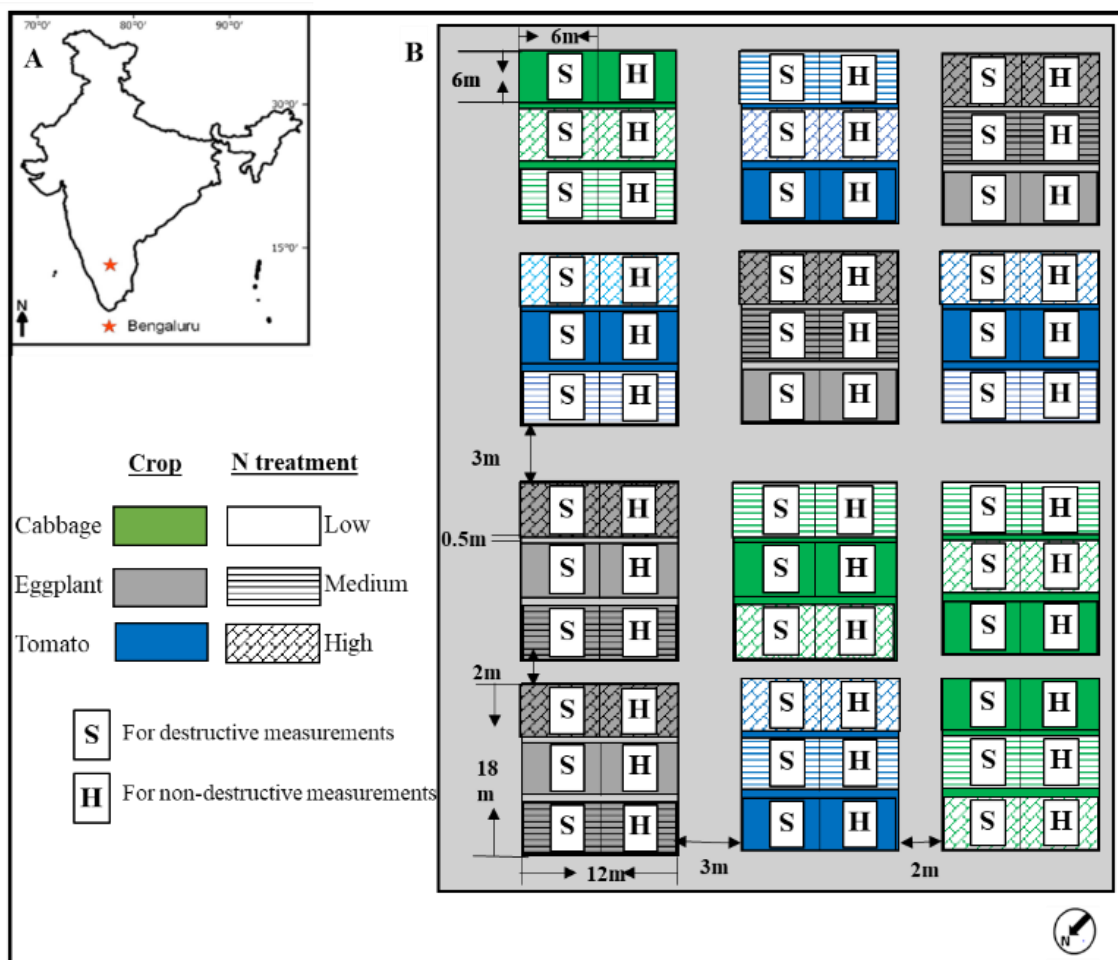 70°0' 80°0' 90°0'
A
30°0'
15°0'
N
Bengaluru
Crop N treatment
Cabbage Low
Eggplant Medium
Tomato High
S For destructive measurements
H For non-destructive measurements
B
6m
6m
S H S H S H
S H S H S H
S H S H S H
S H S H S H
S H S H S H
S H S H S H
3m
S H S H S H
0.5m
S H S H S H
S H S H S H
2m
S H S H S H
S H S H S H
18
m
S H S H S H
12m 3m 2m
N